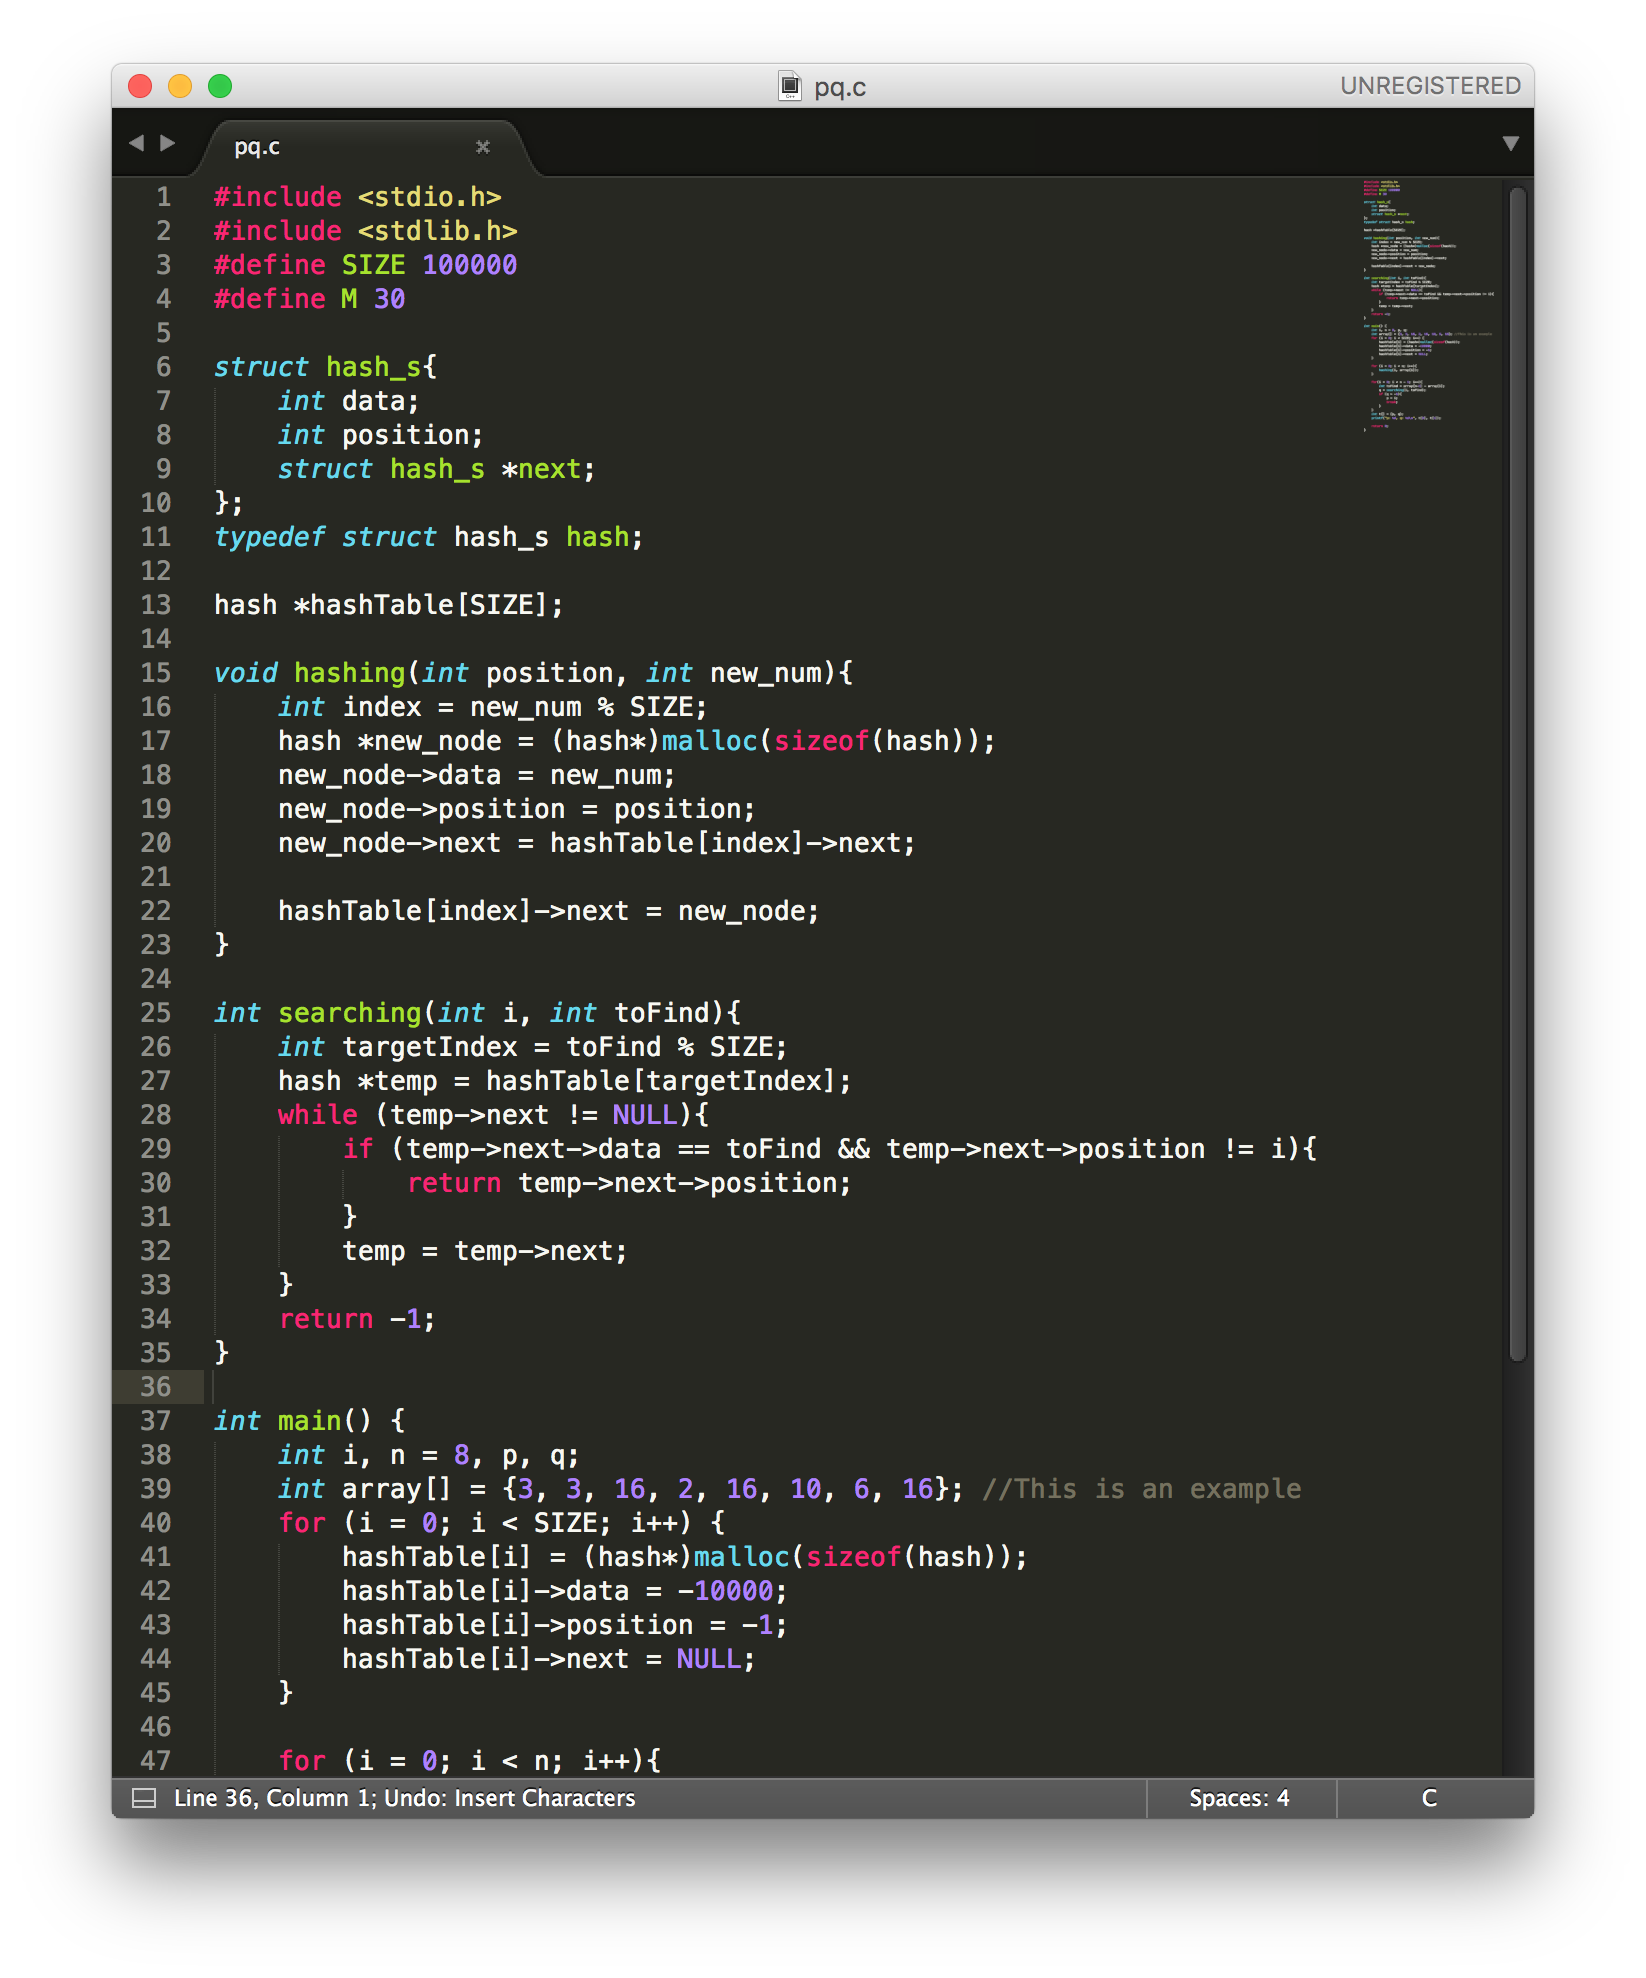 pq.c
UNREGISTERED
pq.c
1 #include <stdio.h>
2 #include <stdlib.h>
3 #define SIZE 100000
4 #define M 30
5
6 struct hash_s{
7     int data;
8     int position;
9     struct hash_s *next;
10 };
11 typedef struct hash_s hash;
12
13 hash *hashTable[SIZE];
14
15 void hashing(int position, int new_num){
16     int index = new_num % SIZE;
17     hash *new_node = (hash*)malloc(sizeof(hash));
18     new_node->data = new_num;
19     new_node->position = position;
20     new_node->next = hashTable[index]->next;
21
22     hashTable[index]->next = new_node;
23 }
24
25 int searching(int i, int toFind){
26     int targetIndex = toFind % SIZE;
27     hash *temp = hashTable[targetIndex];
28     while (temp->next != NULL){
29         if (temp->next->data == toFind && temp->next->position != i){
30             return temp->next->position;
31         }
32         temp = temp->next;
33     }
34     return -1;
35 }
36
37 int main() {
38     int i, n = 8, p, q;
39     int array[] = {3, 3, 16, 2, 16, 10, 6, 16}; //This is an example
40     for (i = 0; i < SIZE; i++) {
41         hashTable[i] = (hash*)malloc(sizeof(hash));
42         hashTable[i]->data = -10000;
43         hashTable[i]->position = -1;
44         hashTable[i]->next = NULL;
45     }
46
47     for (i = 0; i < n; i++){
Line 36, Column 1; Undo: Insert Characters
Spaces: 4
C